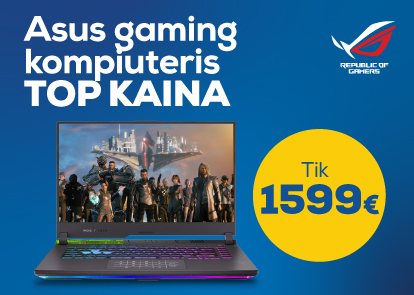 Asus gaming
kompiuteris
TOP KAINA
REPUBLIC OF
GAMERS
Tik
1599€